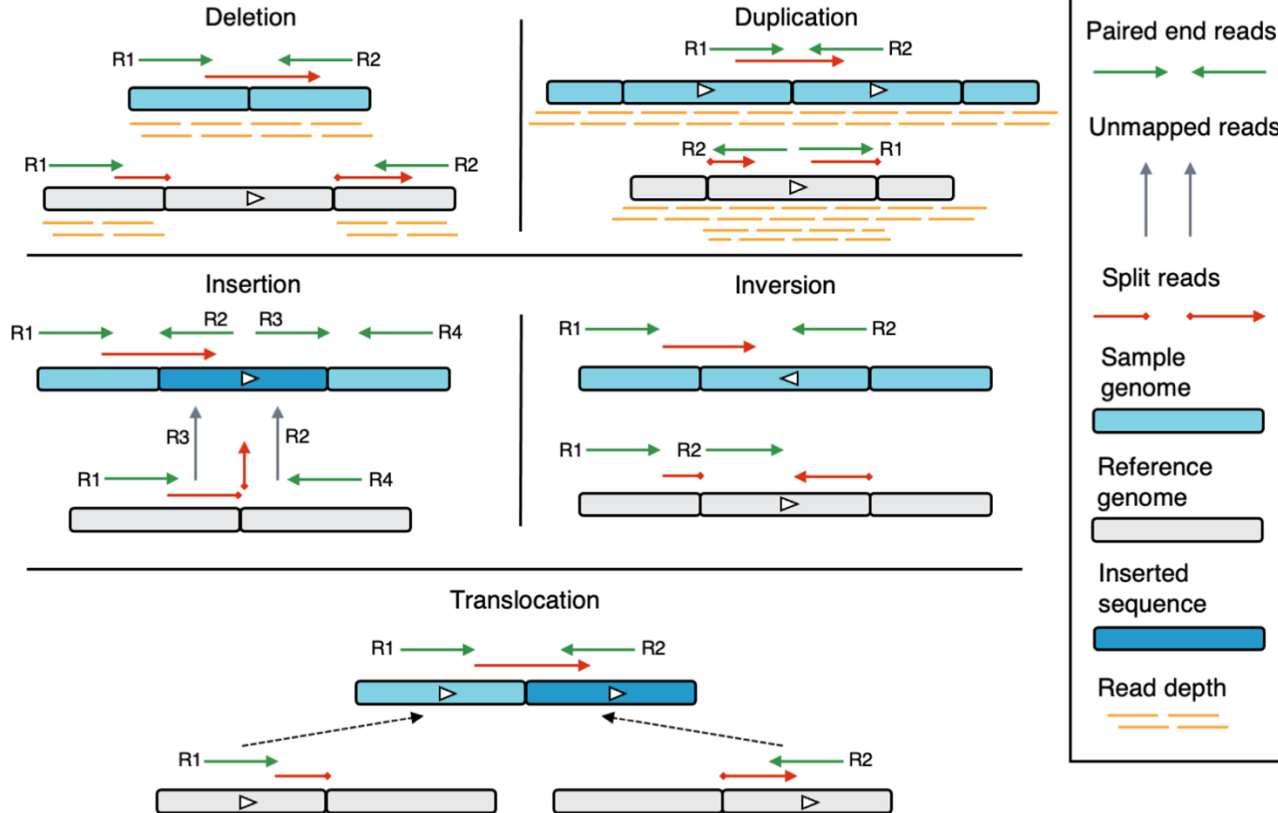 Deletion
R1
R2
R1
R2
Duplication
R1
R2
R2
R1
Insertion
R1
R2
R3
R4
R3
R2
R1
R4
Inversion
R1
R2
R1
R2
Translocation
R1
R2
R1
R2
Paired end reads
Unmapped reads
Split reads
Sample
genome
Reference
genome
Inserted
sequence
Read depth